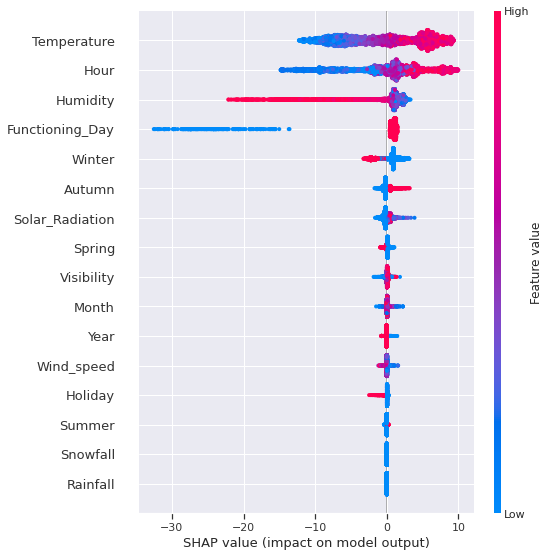 High
Temperature
Hour
Humidity
Functioning_Day
Winter
Autumn
Solar_Radiation
Spring
Visibility
Month
Year
Wind_speed
Holiday
Summer
Snowfall
Rainfall
Feature value
Low
−30 −20 −10 0 10
SHAP value (impact on model output)